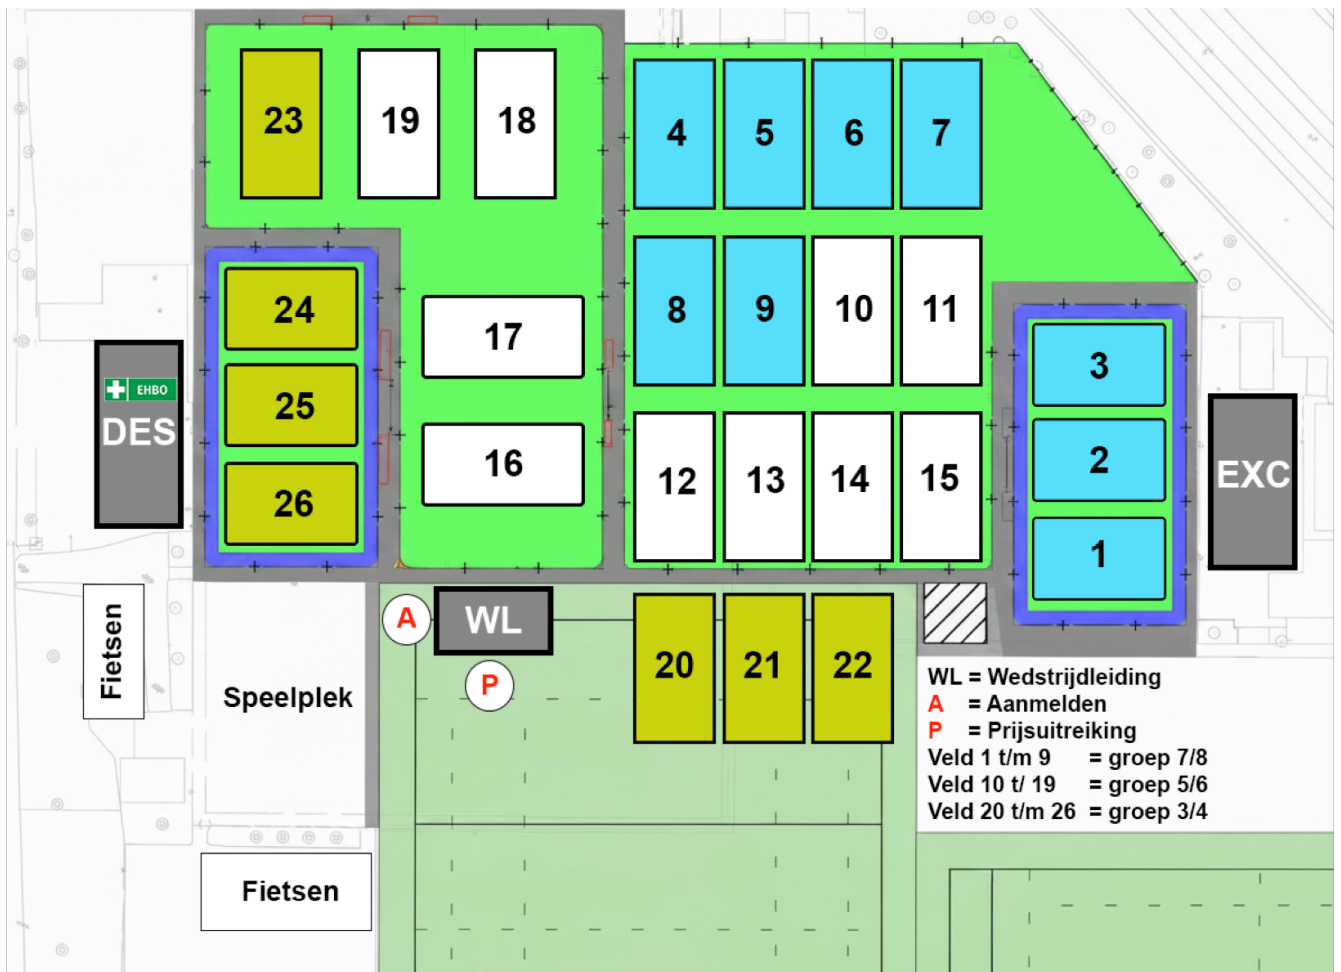 23 19 18
4 5 6 7
24 17 8 9 10 11
25 3
EHBO
DES
26 16 12 13 14 15 2 EXC
1
Fietsen
A WL
P
20 21 22
Speelplek
WL = Wedstrijdleiding
A = Aanmelden
P = Prijsuitreiking
Veld 1 t/m 9 = groep 7/8
Veld 10 t/ 19 = groep 5/6
Veld 20 t/m 26 = groep 3/4
Fietsen